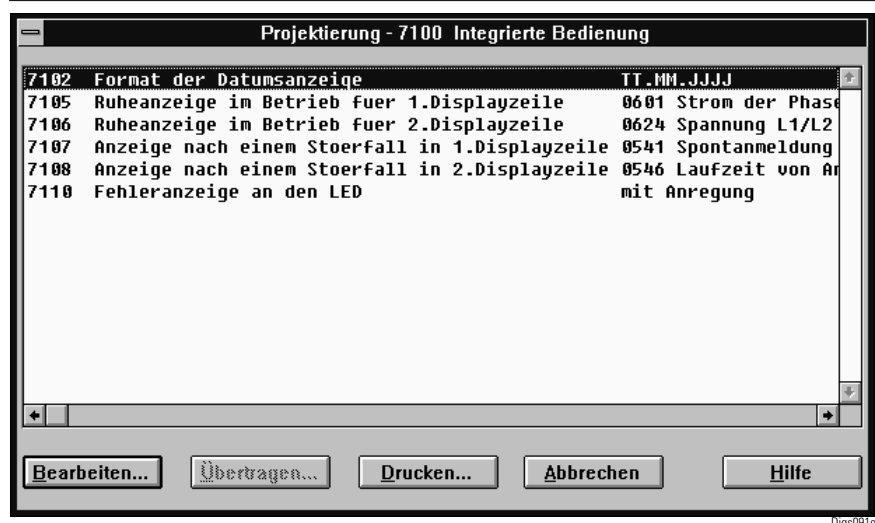 Projektierung - 7100 Integrierte Bedienung
7102 Format der Datumsanzeige TT.MM.JJJJ
7105 Ruheanzeige im Betrieb fuer 1.Displayzeile 0601 Strom der Phase
7106 Ruheanzeige im Betrieb fuer 2.Displayzeile 0624 Spannung L1/L2
7107 Anzeige nach einem Stoerfall in 1.Displayzeile 0541 Spontanmeldung
7108 Anzeige nach einem Stoerfall in 2.Displayzeile 0546 Laufzeit von An
7110 Fehleranzeige an den LED mit Anregung
Bearbeiten... Übertragen... Drucken... Abbrechen Hilfe